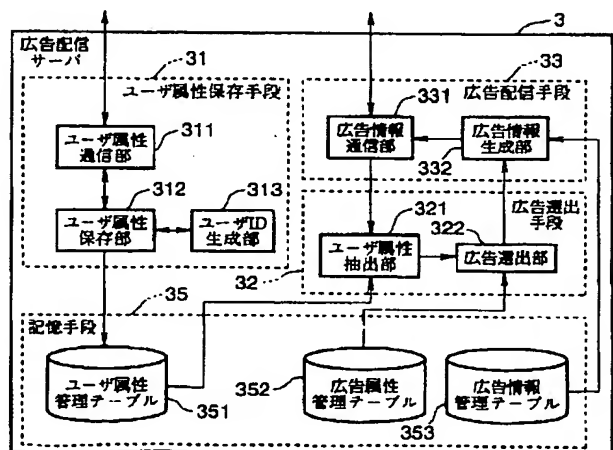 3
広告配信
サーバ
31
ユーザ属性保存手段
311
ユーザ属性
通信部
312
ユーザ属性
保存部
313
ユーザID
生成部
33
広告配信手段
331
広告情報
通信部
広告情報
生成部
332
321
ユーザ属性
抽出部
広告選出
手段
322
広告選出部
32
35
記憶手段
ユーザ属性
管理テーブル
351
352
広告属性
管理テーブル
広告情報
管理テーブル
353